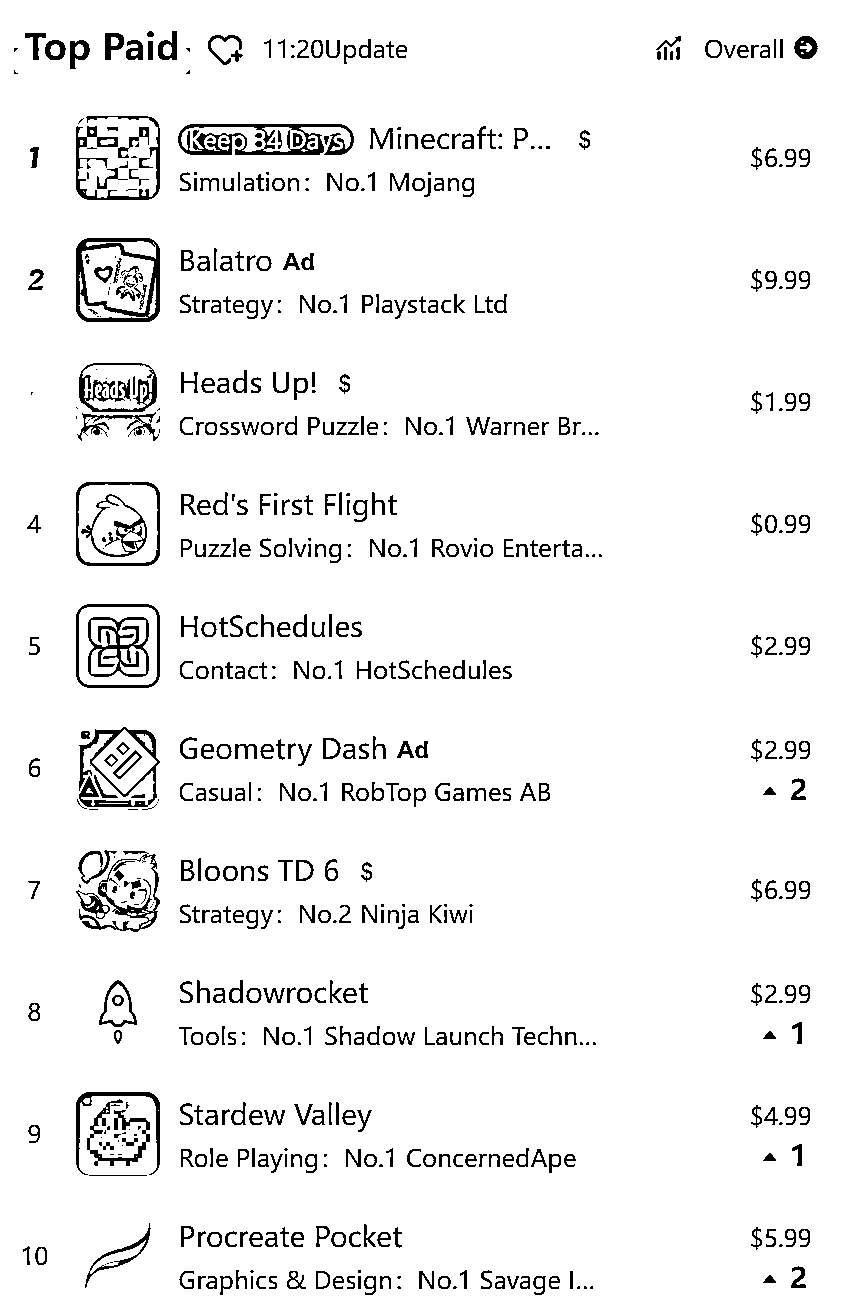 Top Paid 11:20Update Overall
1 Keep 34 Days Minecraft: P... $ $6.99
Simulation: No.1 Mojang
2 Balatro Ad $9.99
Strategy: No.1 Playstack Ltd
Heads Up!
Heads Up! $ $1.99
Crossword Puzzle: No.1 Warner Br...
4 Red's First Flight $0.99
Puzzle Solving: No.1 Rovio Enterta...
5 HotSchedules $2.99
Contact: No.1 HotSchedules
6 Geometry Dash Ad $2.99
Casual: No.1 RobTop Games AB ▲ 2
7 Bloons TD 6 $ $6.99
Strategy: No.2 Ninja Kiwi
8 Shadowrocket $2.99
Tools: No.1 Shadow Launch Techn... ▲ 1
9 Stardew Valley $4.99
Role Playing: No.1 ConcernedApe ▲ 1
10 Procreate Pocket $5.99
Graphics & Design: No.1 Savage I... ▲ 2